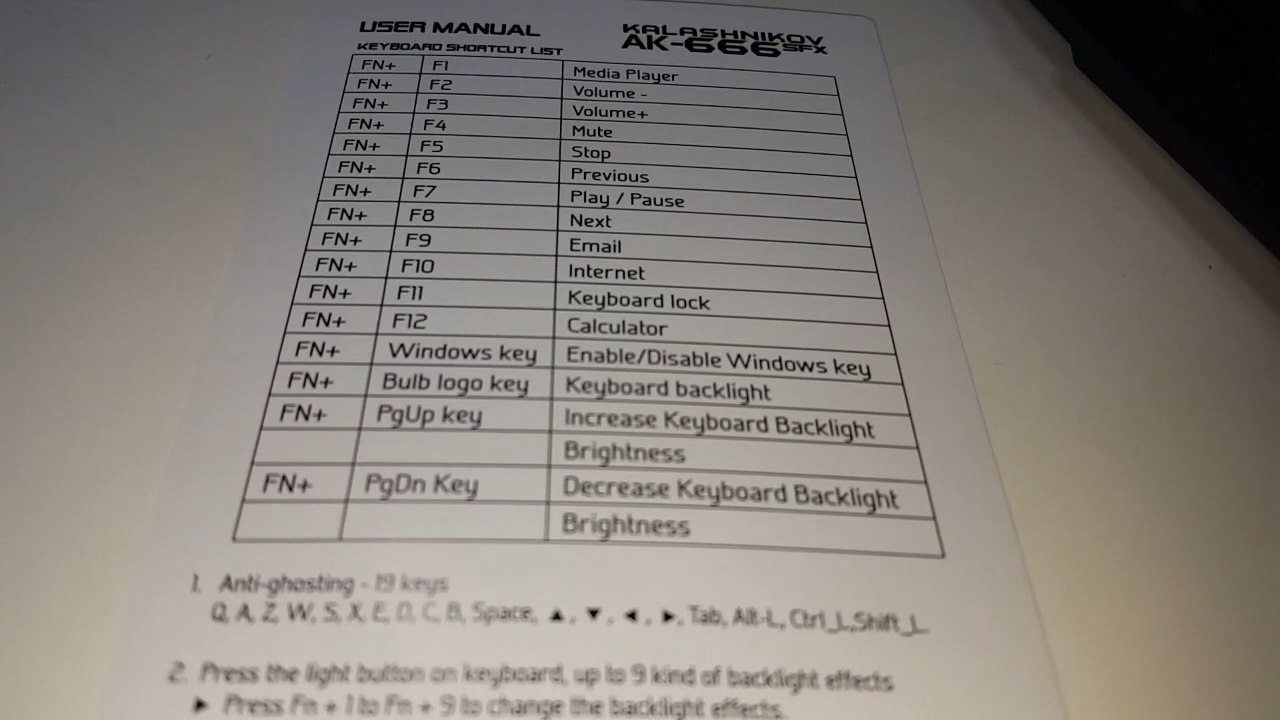 USER MANUAL
KALASHNIKOV
KEYBOARD SHORTCUT LIST
AK-666 SFX
FN+ F1 Media Player
FN+ F2 Volume -
FN+ F3 Volume+
FN+ F4 Mute
FN+ F5 Stop
FN+ F6 Previous
FN+ F7 Play / Pause
FN+ F8 Next
FN+ F9 Email
FN+ F10 Internet
FN+ F11 Keyboard lock
FN+ F12 Calculator
FN+ Windows key Enable/Disable Windows key
FN+ Bulb logo key Keyboard backlight
FN+ PgUp key Increase Keyboard Backlight
Brightness
FN+ PgDn Key Decrease Keyboard Backlight
Brightness
1. Anti-ghosting - 19 keys
Q, A, Z, W, S, X, E, D, C, B, Space, ▲, ▼, ◄, ►, Tab, Alt-L, Ctrl_L,Shift_L
2. Press the light button on keyboard, up to 9 kind of backlight effects
► Press Fn + 1 to Fn + 9 to change the backlight effects.